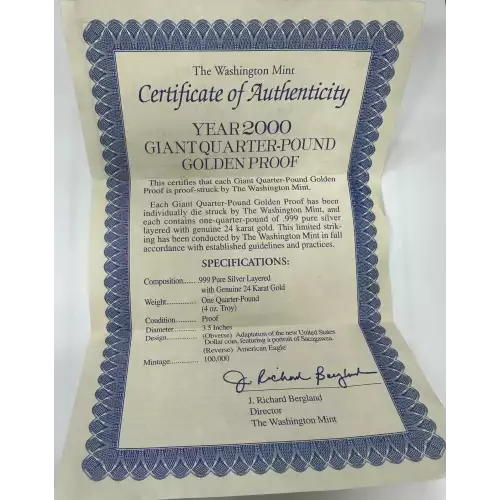 The Washington Mint
Certificate of Authenticity
YEAR 2000
GIANT QUARTER-POUND
GOLDEN PROOF
This certifies that each Giant Quarter-Pound Golden
Proof is proof-struck by The Washington Mint.
Each Giant Quarter-Pound Golden Proof has been
individually die struck by The Washington Mint, and
each contains one-quarter-pound of .999 pure silver
layered with genuine 24 karat gold. This limited strik-
ing has been conducted by The Washington Mint in full
accordance with established guidelines and practices.
SPECIFICATIONS:
Composition...... .999 Pure Silver Layered
with Genuine 24 Karat Gold
Weight............. One Quarter-Pound
(4 oz. Troy)
Condition.......... Proof
Diameter........... 3.5 Inches
Design.............. (Obverse) Adaptation of the new United States
Dollar coin, featuring a portrait of Sacagawea.
(Reverse) American Eagle
Mintage............. 100,000
J. Richard Bergland
J. Richard Bergland
Director
The Washington Mint